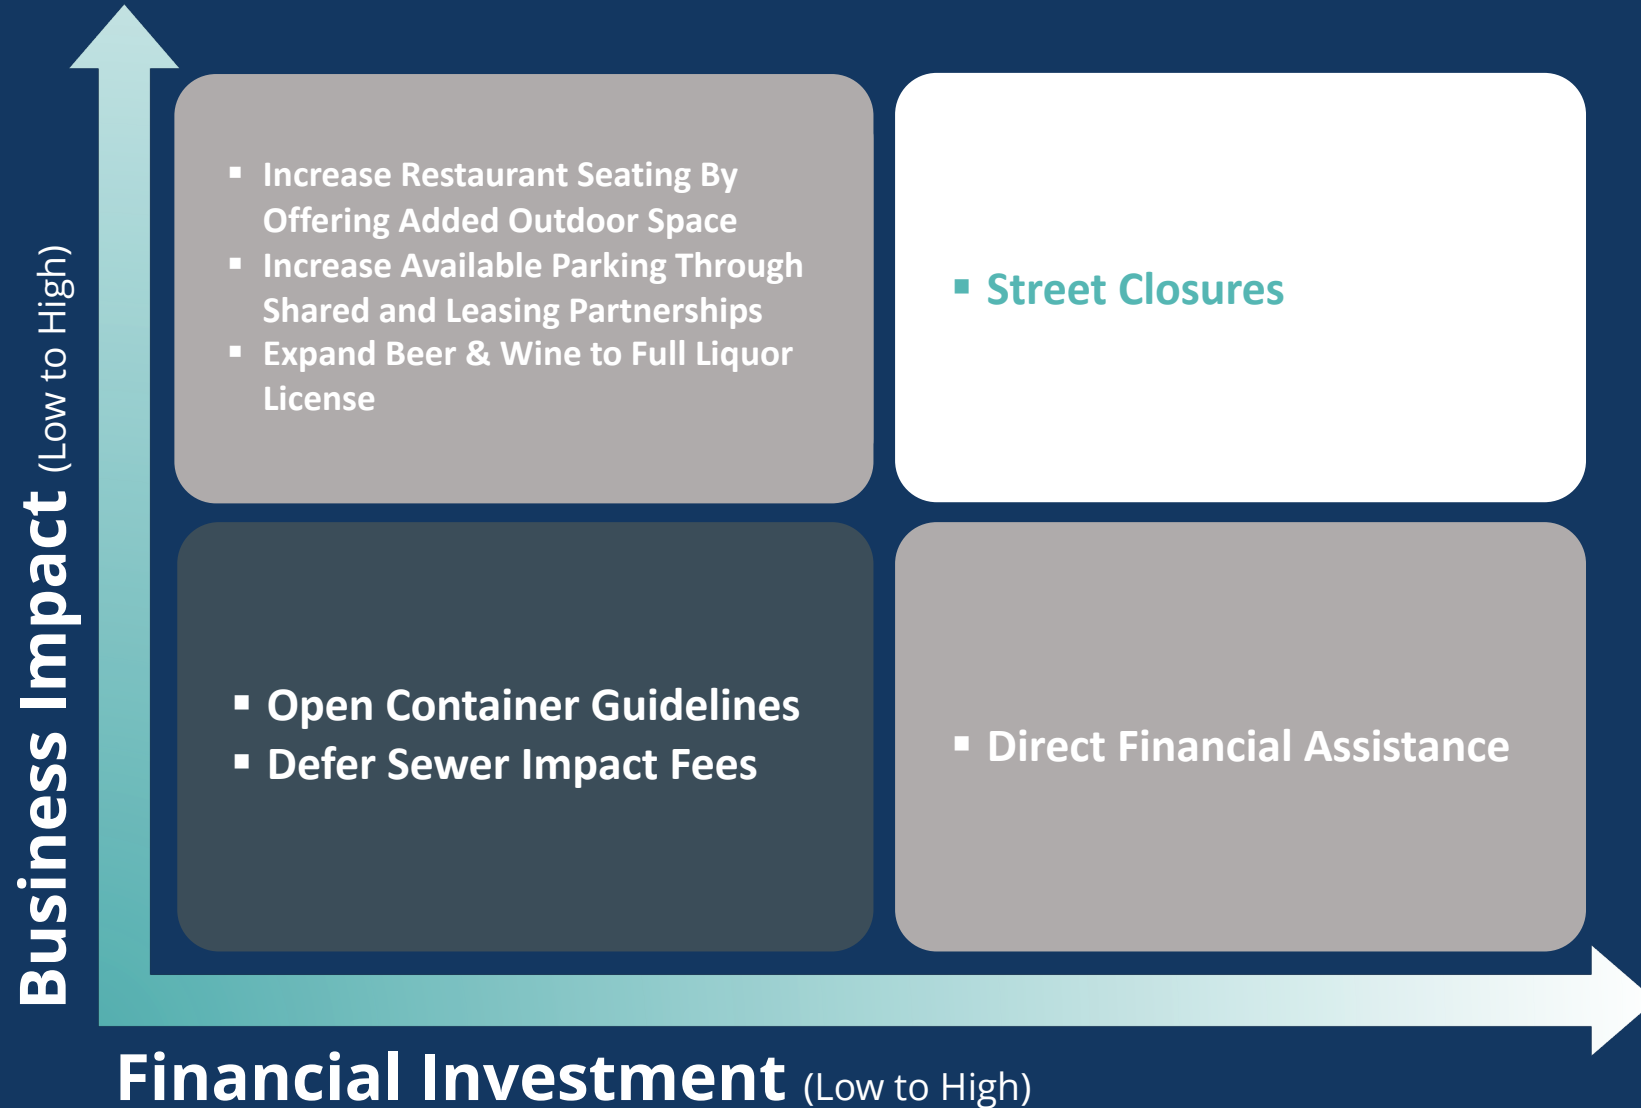 ▪ Increase Restaurant Seating By
Offering Added Outdoor Space
▪ Increase Available Parking Through
Shared and Leasing Partnerships
▪ Expand Beer & Wine to Full Liquor
License
▪ Street Closures
▪ Open Container Guidelines
▪ Defer Sewer Impact Fees
▪ Direct Financial Assistance
Business Impact (Low to High)
Financial Investment (Low to High)